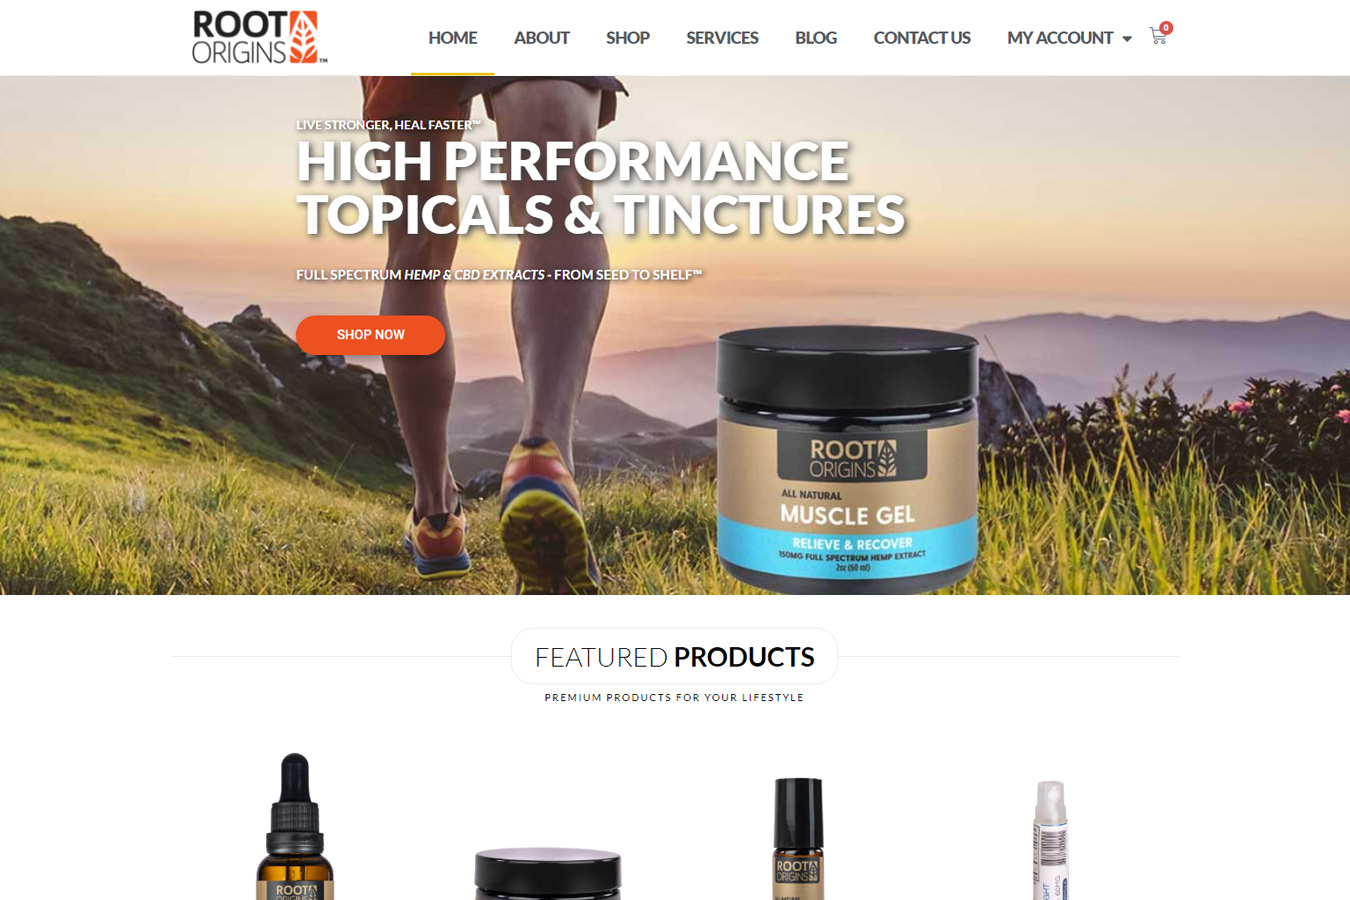 ROOT
ORIGINS™
HOME ABOUT SHOP SERVICES BLOG CONTACT US MY ACCOUNT 0
LIVE STRONGER, HEAL FASTER™
HIGH PERFORMANCE
TOPICALS & TINCTURES
FULL SPECTRUM HEMP & CBD EXTRACTS - FROM SEED TO SHELF™
SHOP NOW
ROOT
ORIGINS
ALL NATURAL
MUSCLE GEL
RELIEVE & RECOVER
150MG FULL SPECTRUM HEMP EXTRACT
2oz (60 ml)
FEATURED PRODUCTS
PREMIUM PRODUCTS FOR YOUR LIFESTYLE
ROOT
ORIGINS
ROOT
ORIGINS
ALL NATURAL
60MG